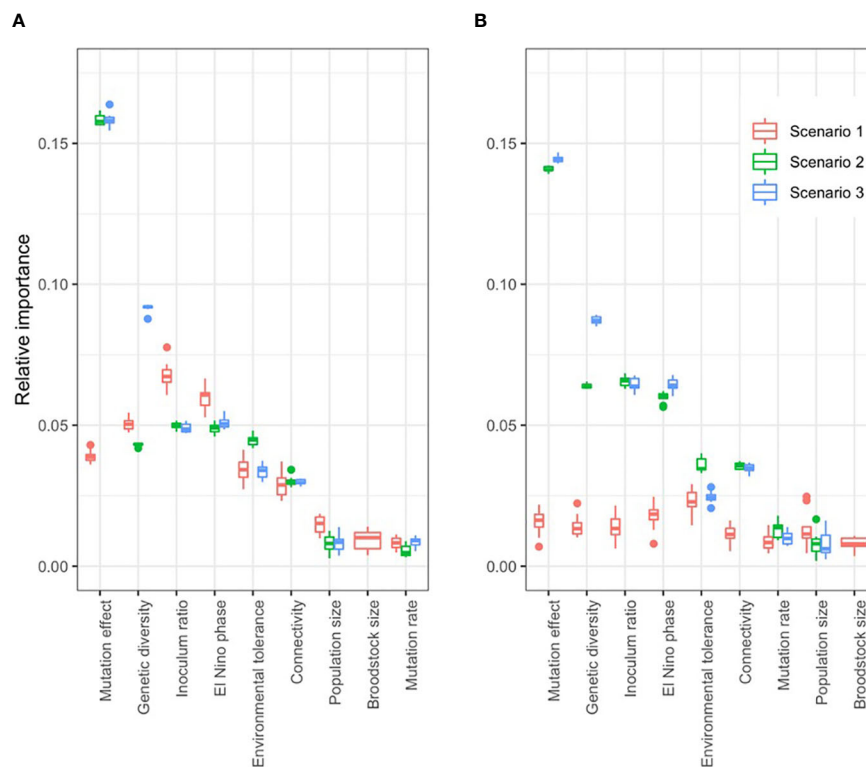 A
B
Relative importance
0.15
0.10
0.05
0.00
0.15
0.10
0.05
0.00
Scenario 1
Scenario 2
Scenario 3
Mutation effect
Genetic diversity
Inoculum ratio
El Nino phase
Environmental tolerance
Connectivity
Population size
Broodstock size
Mutation rate
Mutation effect
Genetic diversity
Inoculum ratio
El Nino phase
Environmental tolerance
Connectivity
Mutation rate
Population size
Broodstock size